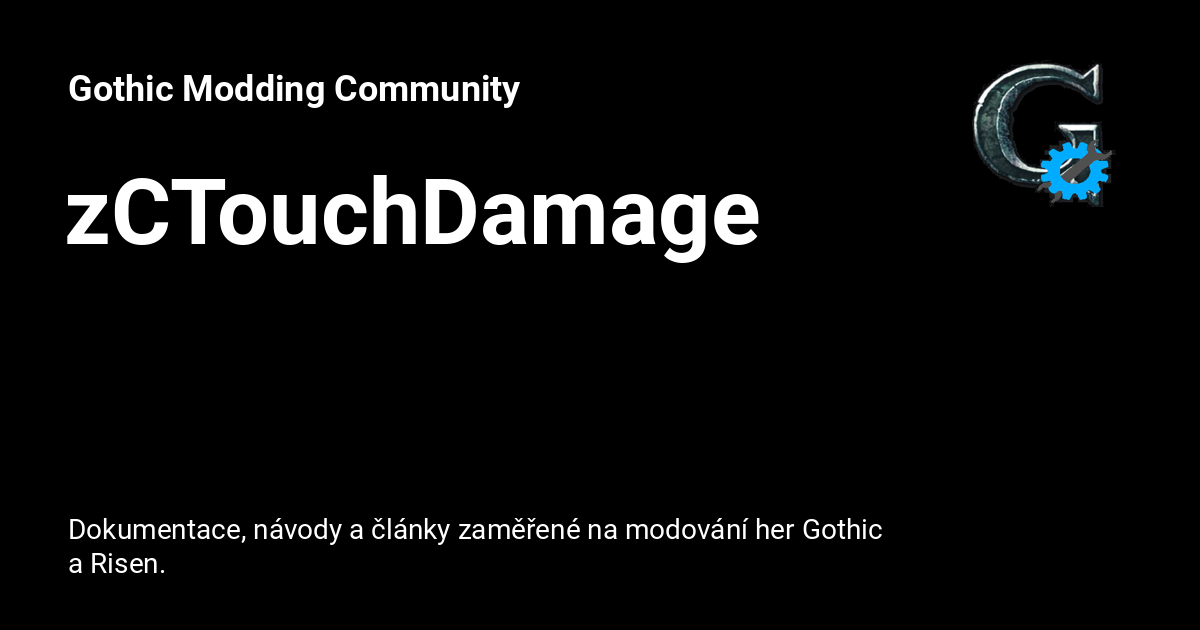 Gothic Modding Community
zCTouchDamage
Dokumentace, návody a články zaměřené na modování her Gothic
a Risen.